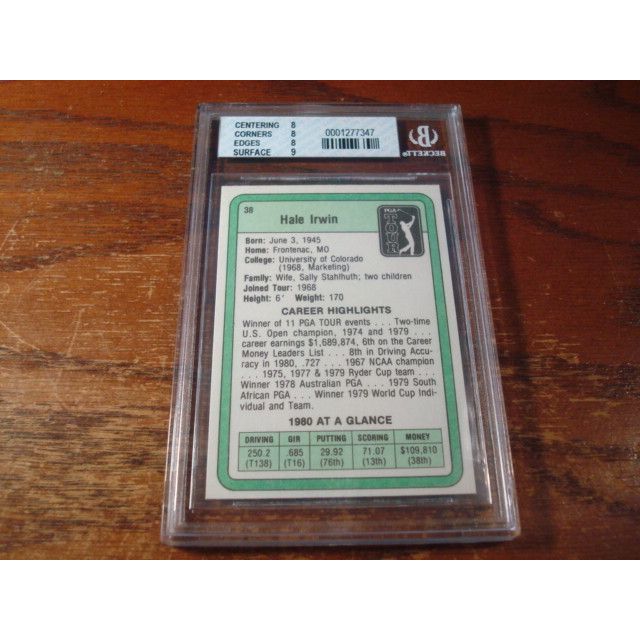 CENTERING 8
CORNERS 8
EDGES 8
SURFACE 9
0001277347
BECKETT
38
Hale Irwin
PGA
TOUR
Born: June 3, 1945
Home: Frontenac, MO
College: University of Colorado
(1968, Marketing)
Family: Wife, Sally Stahlhuth; two children
Joined Tour: 1968
Height: 6' Weight: 170
CAREER HIGHLIGHTS
Winner of 11 PGA TOUR events . . . Two-time
U.S. Open champion, 1974 and 1979 . . .
career earnings $1,689,874, 6th on the Career
Money Leaders List . . . 8th in Driving Accu-
racy in 1980, .727 . . . 1967 NCAA champion
. . . 1975, 1977 & 1979 Ryder Cup team . . .
Winner 1978 Australian PGA . . . 1979 South
African PGA . . . Winner 1979 World Cup Indi-
vidual and Team.
1980 AT A GLANCE
DRIVING GIR PUTTING SCORING MONEY
250.2 .685 29.92 71.07 $109,810
(T138) (T16) (76th) (13th) (38th)